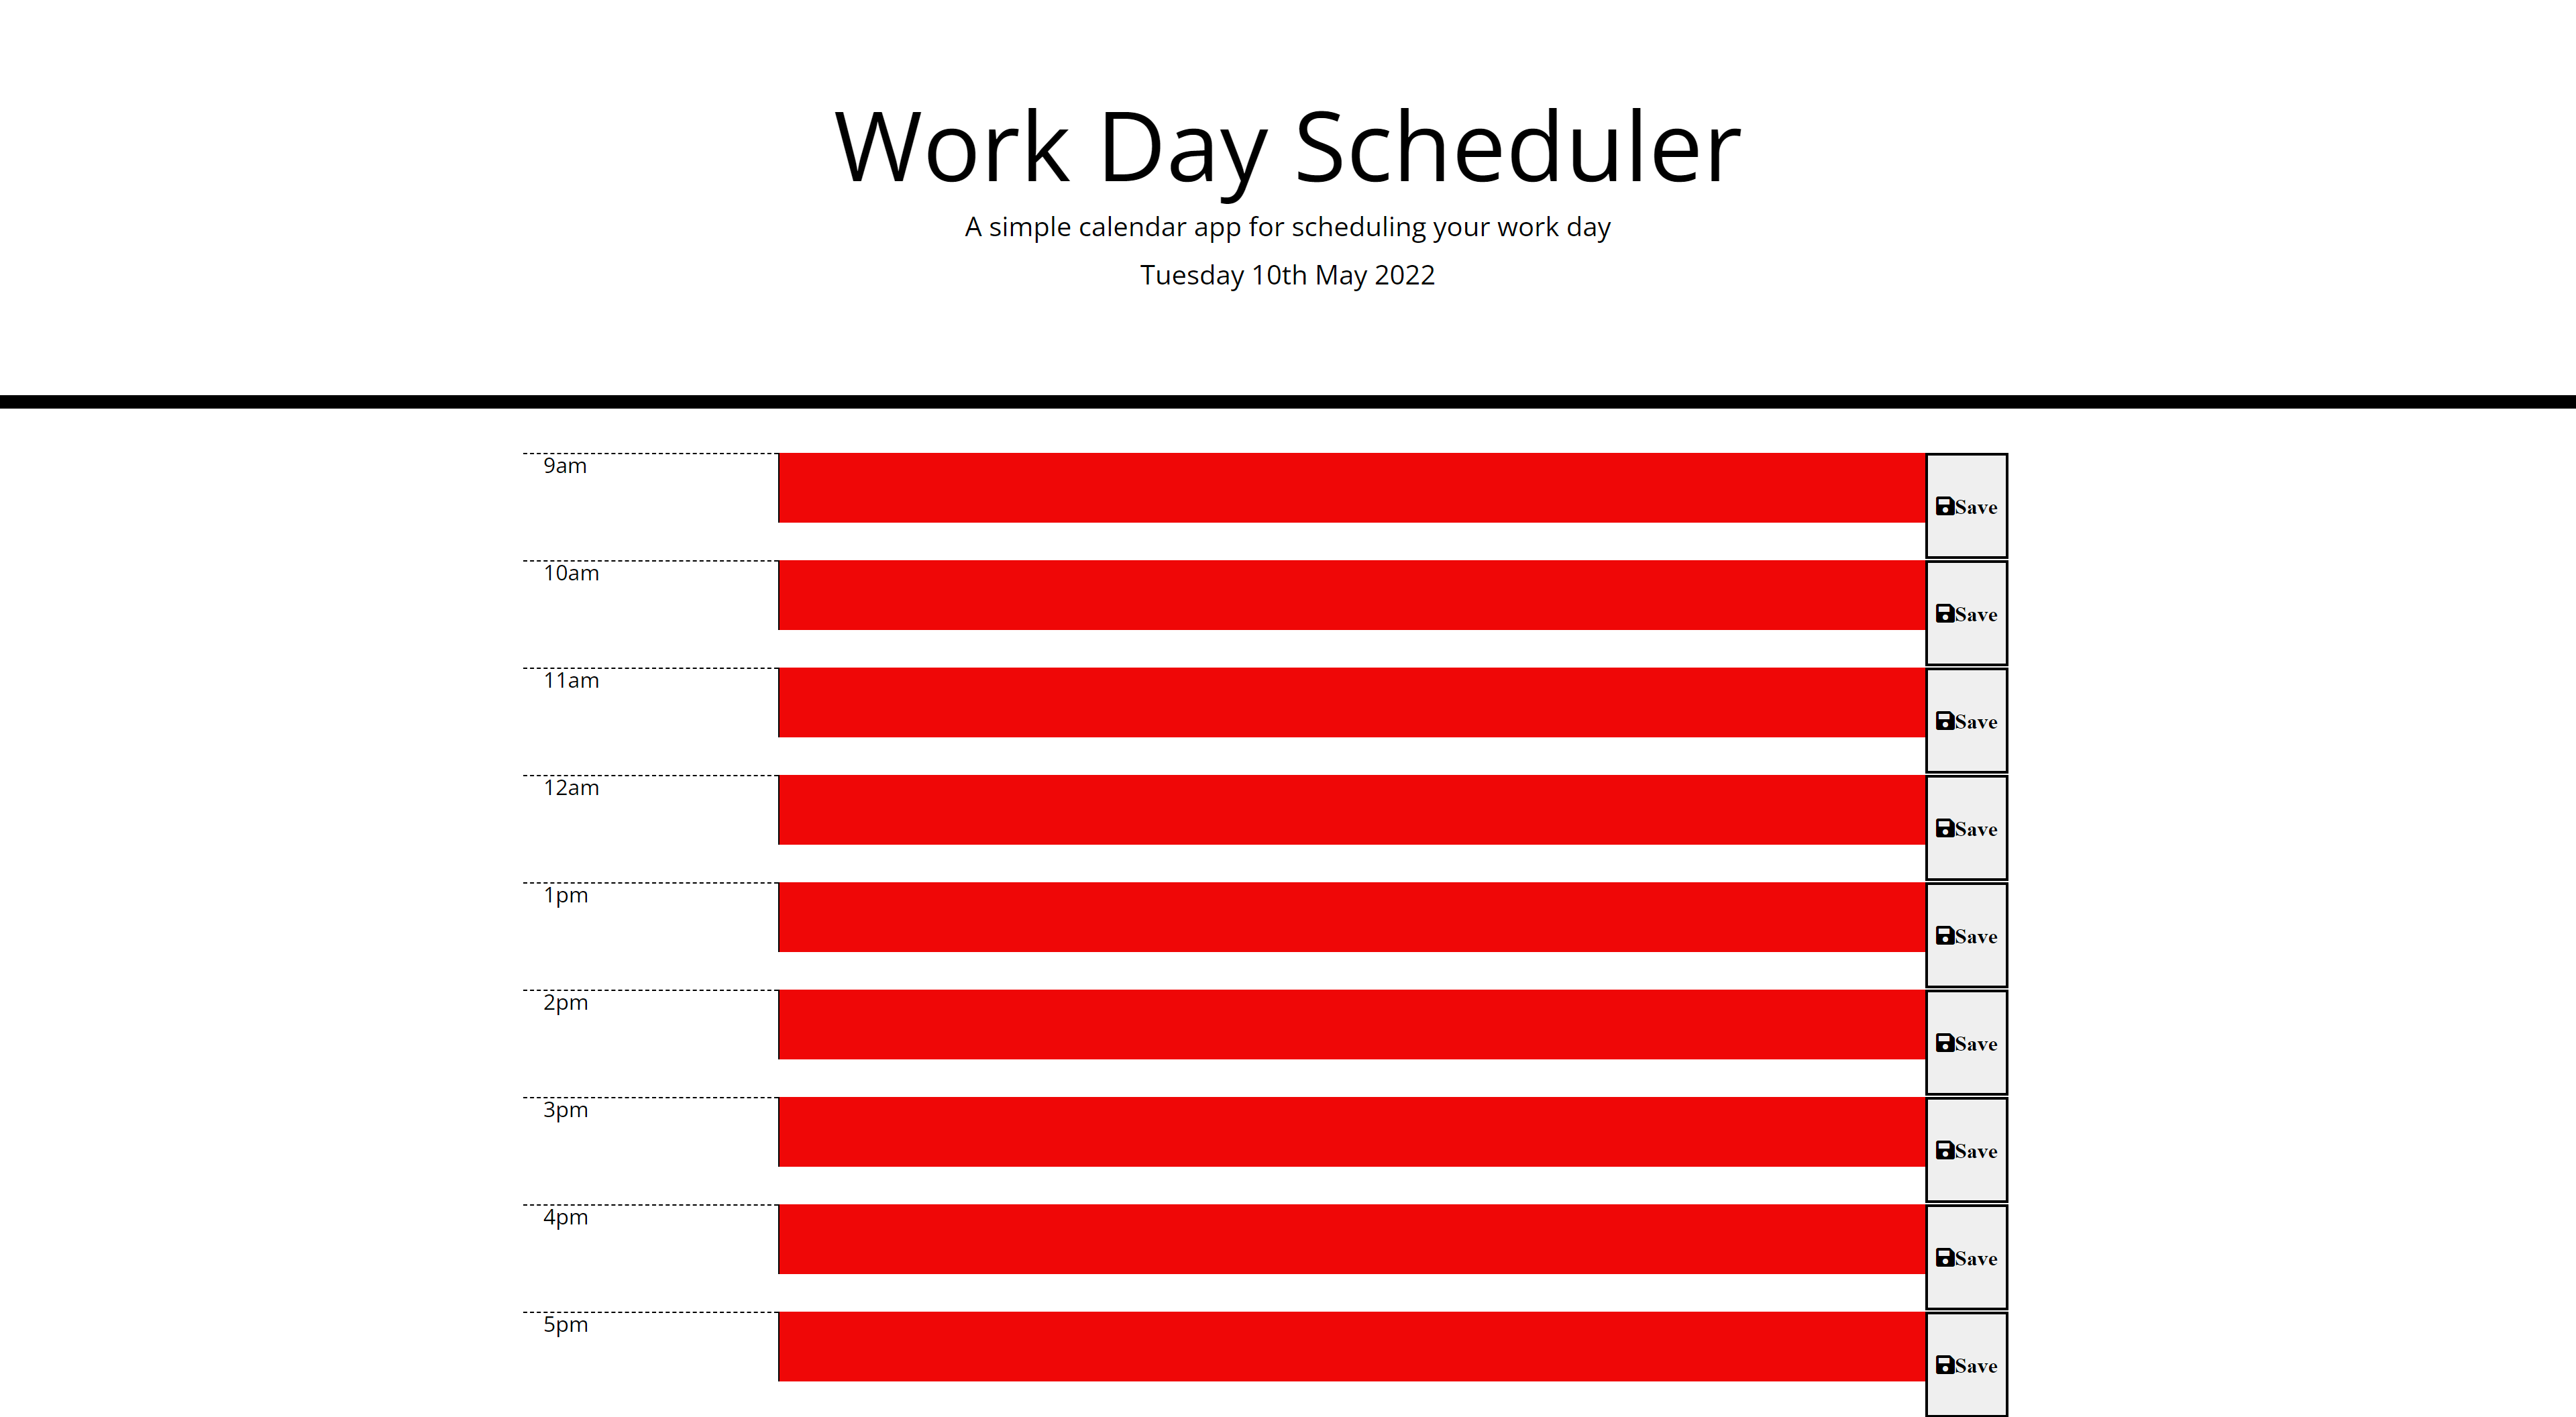 Work Day Scheduler
A simple calendar app for scheduling your work day
Tuesday 10th May 2022
9am
Save
10am
Save
11am
Save
12am
Save
1pm
Save
2pm
Save
3pm
Save
4pm
Save
5pm
Save